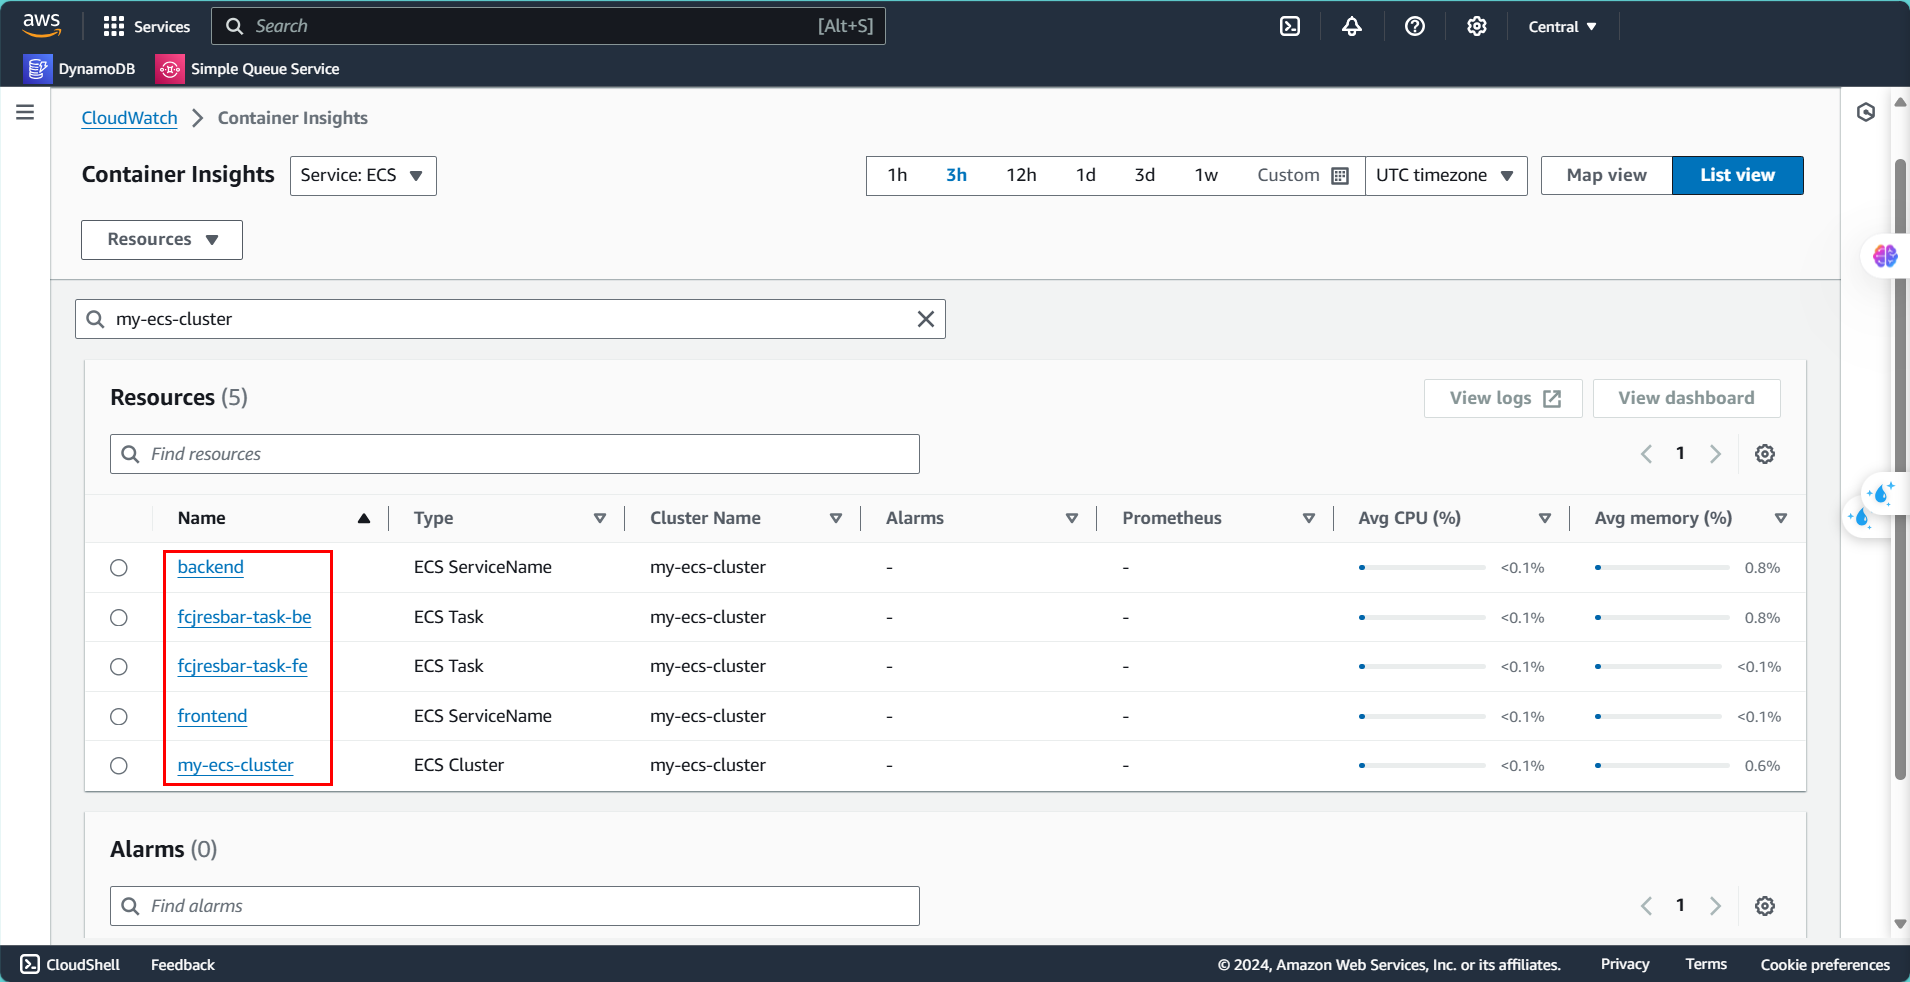 aws Services Search [Alt+S] Central
DynamoDB Simple Queue Service
CloudWatch Container Insights
Container Insights Service: ECS 1h 3h 12h 1d 3d 1w Custom UTC timezone Map view List view
Resources
my-ecs-cluster
Resources (5) View logs View dashboard
Find resources 1
Name Type Cluster Name Alarms Prometheus Avg CPU (%) Avg memory (%)
backend ECS ServiceName my-ecs-cluster - - <0.1% 0.8%
fcjresbar-task-be ECS Task my-ecs-cluster - - <0.1% 0.8%
fcjresbar-task-fe ECS Task my-ecs-cluster - - <0.1% <0.1%
frontend ECS ServiceName my-ecs-cluster - - <0.1% <0.1%
my-ecs-cluster ECS Cluster my-ecs-cluster - - <0.1% 0.6%
Alarms (0)
Find alarms 1
CloudShell Feedback © 2024, Amazon Web Services, Inc. or its affiliates. Privacy Terms Cookie preferences